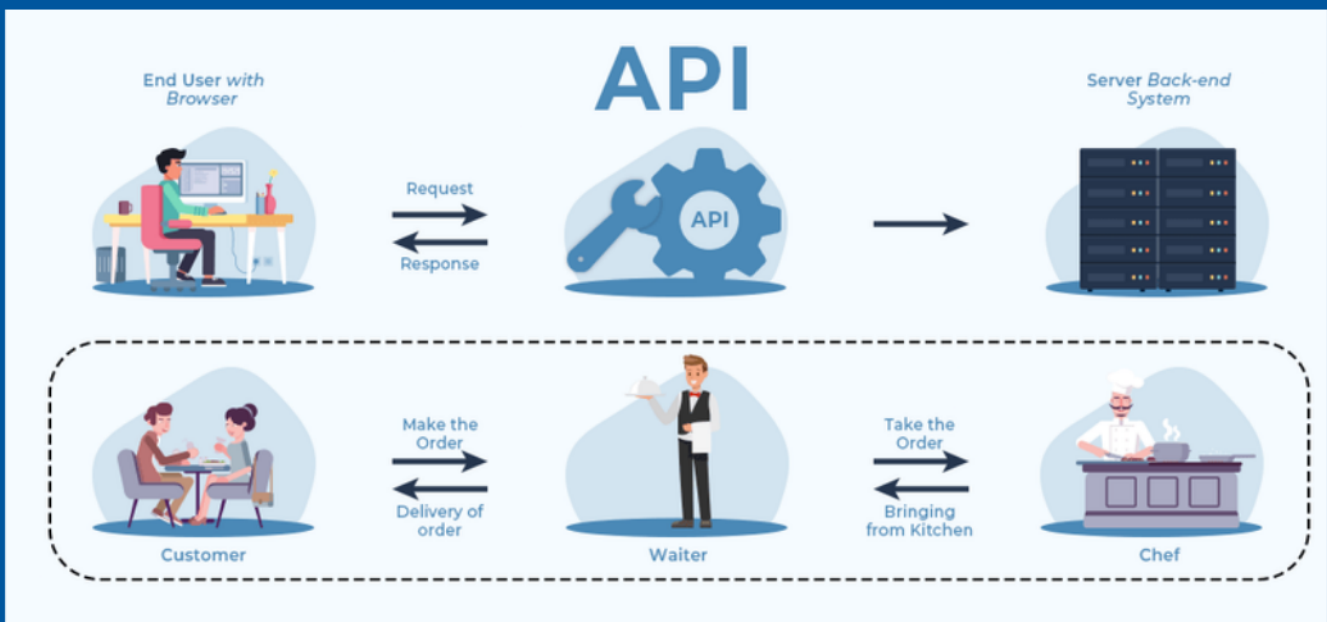 API
End User with
Browser
Server Back-end
System
Request
Response
API
Make the
Order
Delivery of
order
Take the
Order
Bringing
from Kitchen
Customer
Waiter
Chef